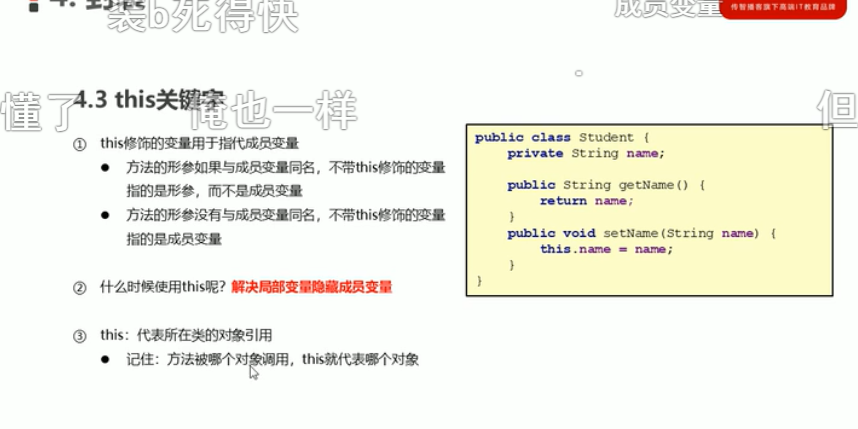 装b死得快
成员变量
传智播客旗下高端IT教育品牌
懂了
4.3 this关键字
俺也一样
但
① this修饰的变量用于指代成员变量
● 方法的形参如果与成员变量同名，不带this修饰的变量
指的是形参，而不是成员变量
● 方法的形参没有与成员变量同名，不带this修饰的变量
指的是成员变量
② 什么时候使用this呢？解决局部变量隐藏成员变量
③ this：代表所在类的对象引用
● 记住：方法被哪个对象调用，this就代表哪个对象
public class Student {
private String name;
public String getName() {
return name;
}
public void setName(String name) {
this.name = name;
}
}